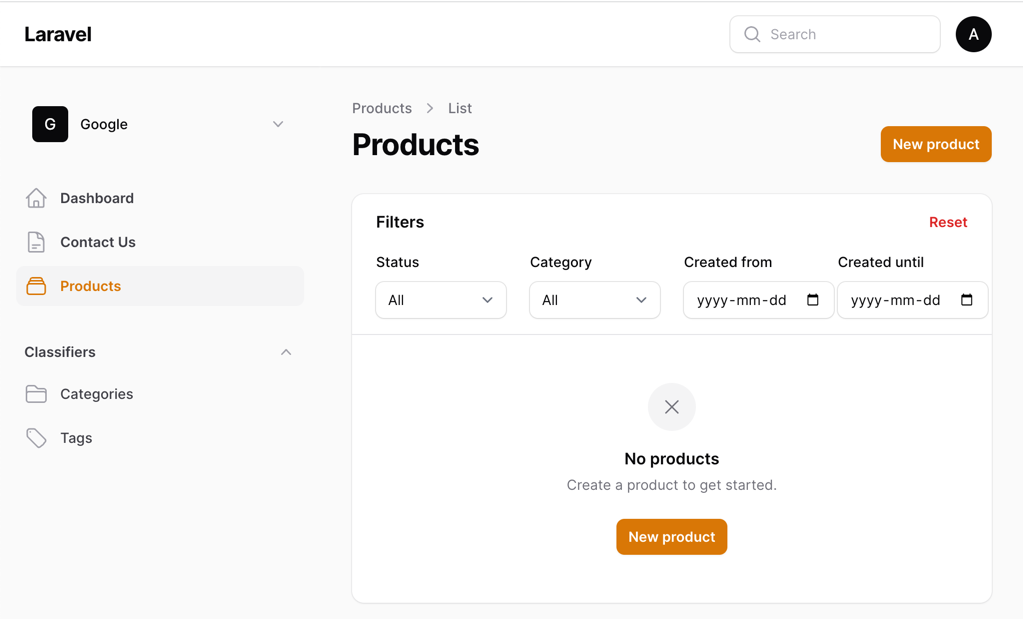 Laravel
Search
A
G
Google
Dashboard
Contact Us
Products
Classifiers
Categories
Tags
Products > List
Products
New product
Filters
Reset
Status Category Created from Created until
All All yyyy-mm-dd yyyy-mm-dd
No products
Create a product to get started.
New product